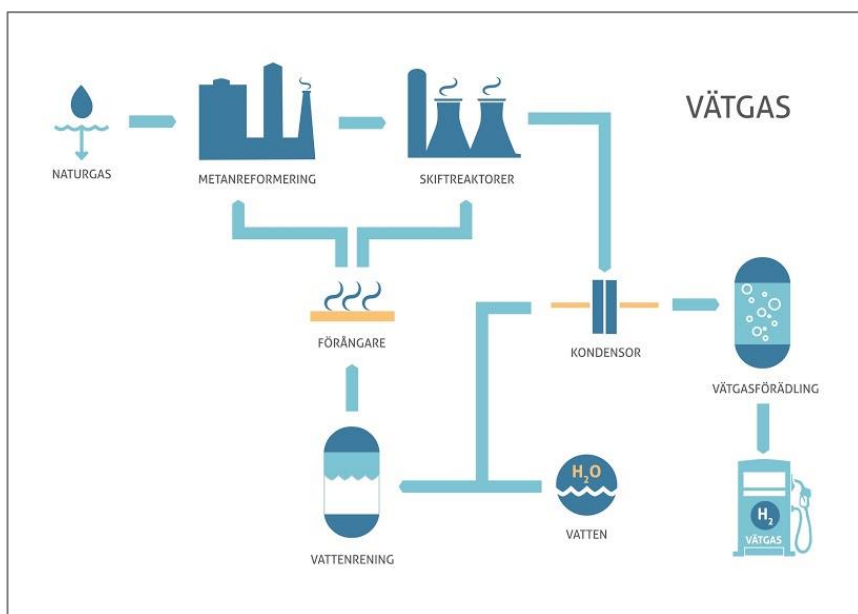 VÄTGAS
NATURGAS
METANREFORMERING
SKIFTREAKTORER
FÖRÅNGARE
KONDENSOR
VÄTGASFÖRÄDLING
VATTENRENING
H₂O
VATTEN
H₂
VÄTGAS